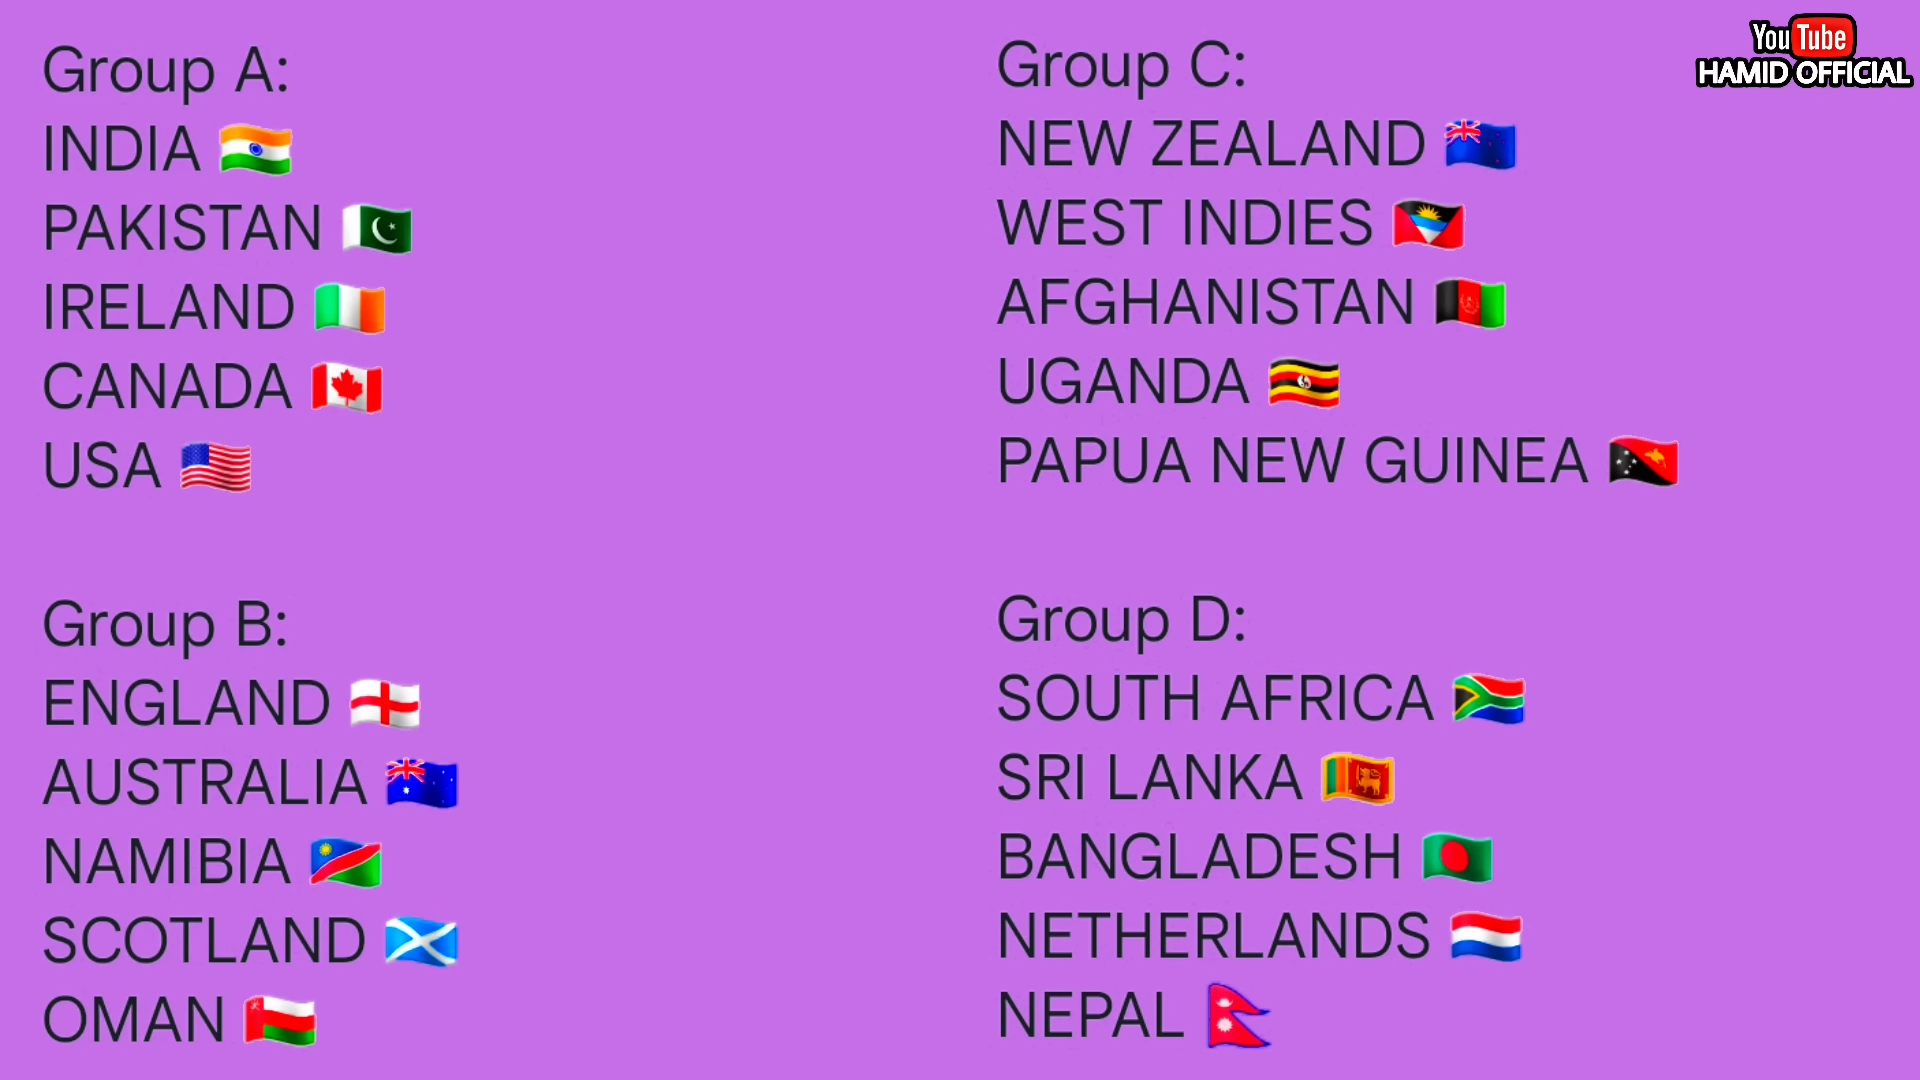 Group A:
INDIA 🇮🇳
PAKISTAN 🇵🇰
IRELAND 🇮🇪
CANADA 🇨🇦
USA 🇺🇸
Group B:
ENGLAND 🏴󠁧󠁢󠁥󠁮󠁧󠁿
AUSTRALIA 🇦🇺
NAMIBIA 🇳🇦
SCOTLAND 🏴󠁧󠁢󠁳󠁣󠁴󠁿
OMAN 🇴🇲
Group C:
NEW ZEALAND 🇳🇿
WEST INDIES 🇦🇬
AFGHANISTAN 🇦🇫
UGANDA 🇺🇬
PAPUA NEW GUINEA 🇵🇬
Group D:
SOUTH AFRICA 🇿🇦
SRI LANKA 🇱🇰
BANGLADESH 🇧🇩
NETHERLANDS 🇳🇱
NEPAL 🇳🇵
YouTube
HAMID OFFICIAL